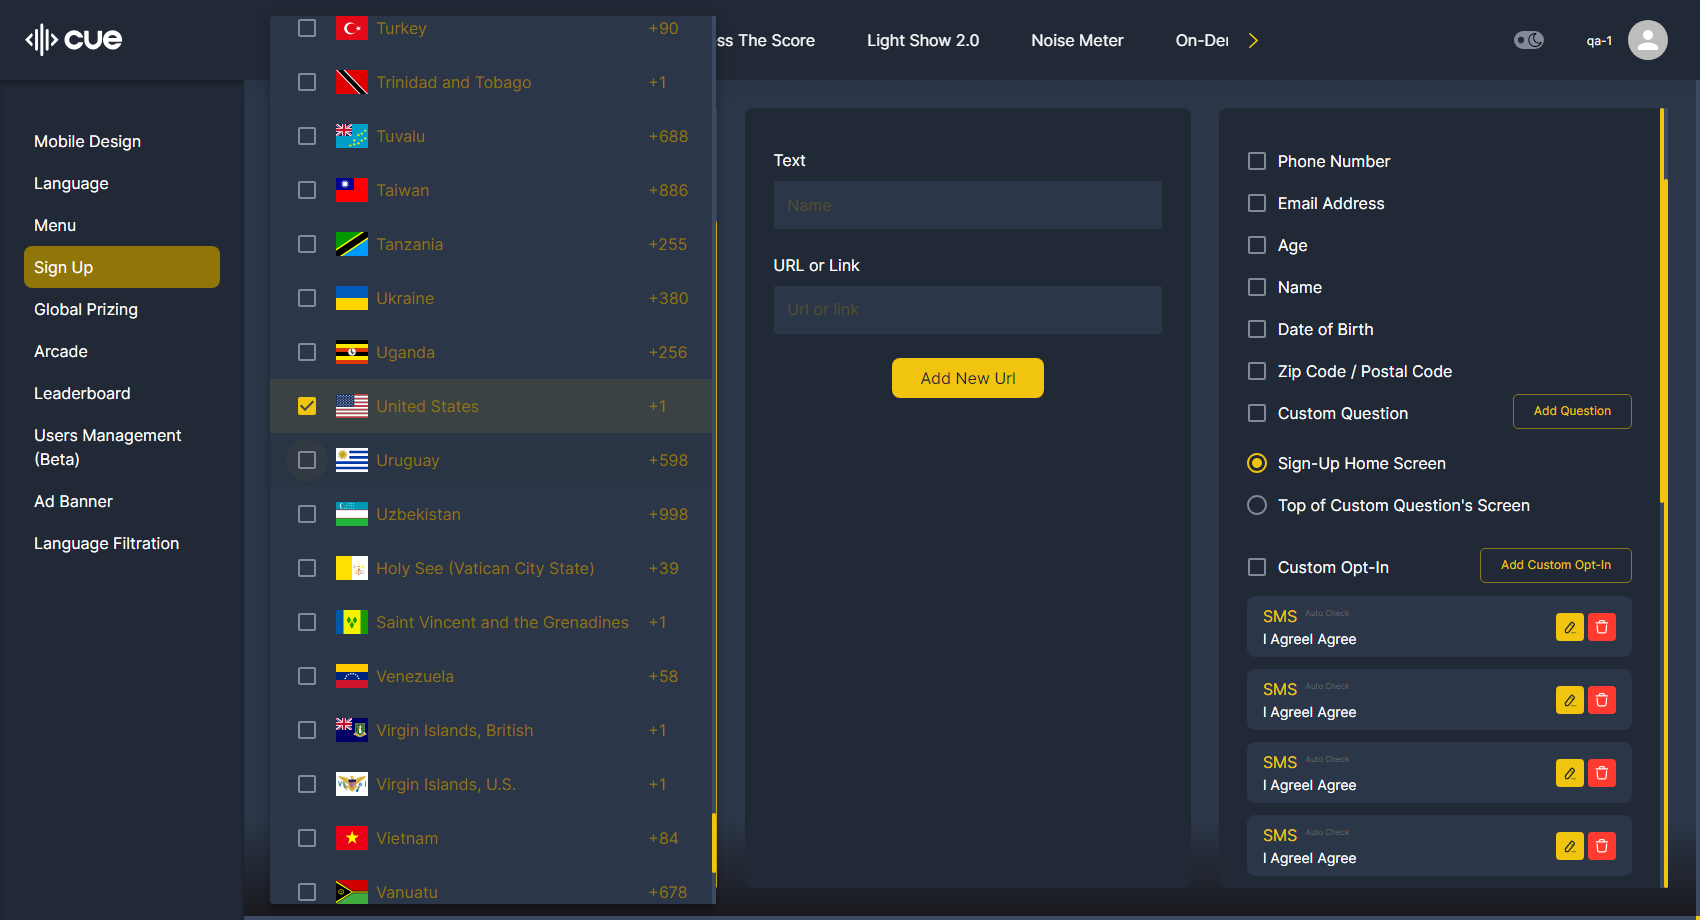 cue
ss The Score
Light Show 2.0
Noise Meter
On-De
qa-1
Mobile Design
Language
Menu
Sign Up
Global Prizing
Arcade
Leaderboard
Users Management
(Beta)
Ad Banner
Language Filtration
Turkey +90
Trinidad and Tobago +1
Tuvalu +688
Taiwan +886
Tanzania +255
Ukraine +380
Uganda +256
United States +1
Uruguay +598
Uzbekistan +998
Holy See (Vatican City State) +39
Saint Vincent and the Grenadines +1
Venezuela +58
Virgin Islands, British +1
Virgin Islands, U.S. +1
Vietnam +84
Vanuatu +678
Text
Name
URL or Link
Url or link
Add New Url
Phone Number
Email Address
Age
Name
Date of Birth
Zip Code / Postal Code
Custom Question
Add Question
Sign-Up Home Screen
Top of Custom Question's Screen
Custom Opt-In
Add Custom Opt-In
SMS Auto Check
I AgreeI Agree
SMS Auto Check
I AgreeI Agree
SMS Auto Check
I AgreeI Agree
SMS Auto Check
I AgreeI Agree